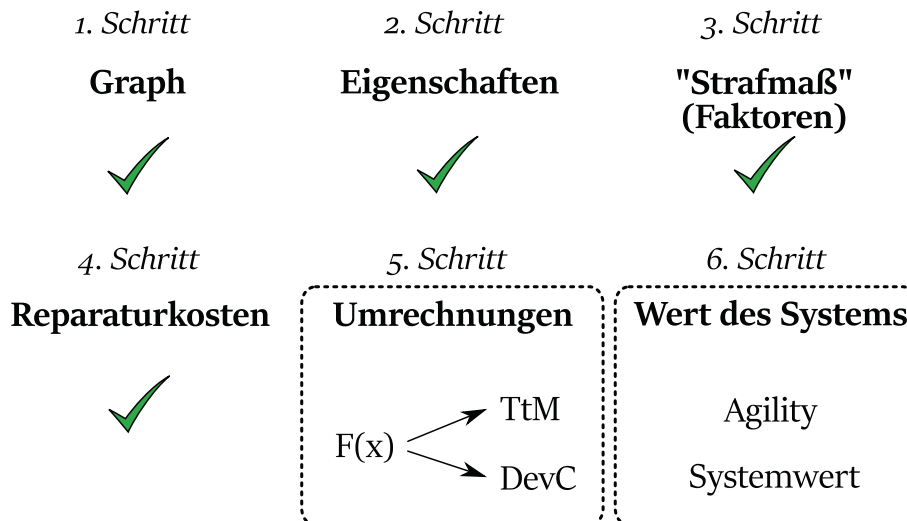 1. Schritt
Graph
2. Schritt
Eigenschaften
3. Schritt
"Strafmaß"
(Faktoren)
4. Schritt
Reparaturkosten
5. Schritt
Umrechnungen
F(x)
TtM
DevC
6. Schritt
Wert des Systems
Agility
Systemwert